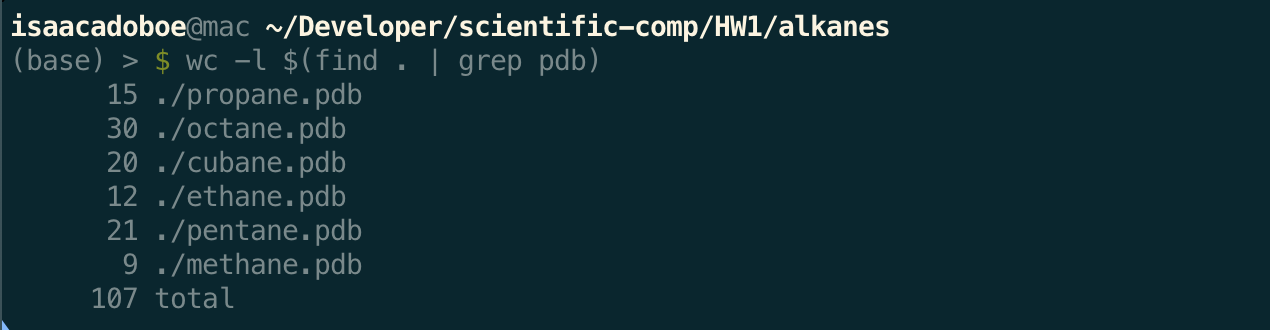 isaacadoboe@mac ~/Developer/scientific-comp/HW1/alkanes
(base) > $ wc -l $(find . | grep pdb)
15 ./propane.pdb
30 ./octane.pdb
20 ./cubane.pdb
12 ./ethane.pdb
21 ./pentane.pdb
9 ./methane.pdb
107 total